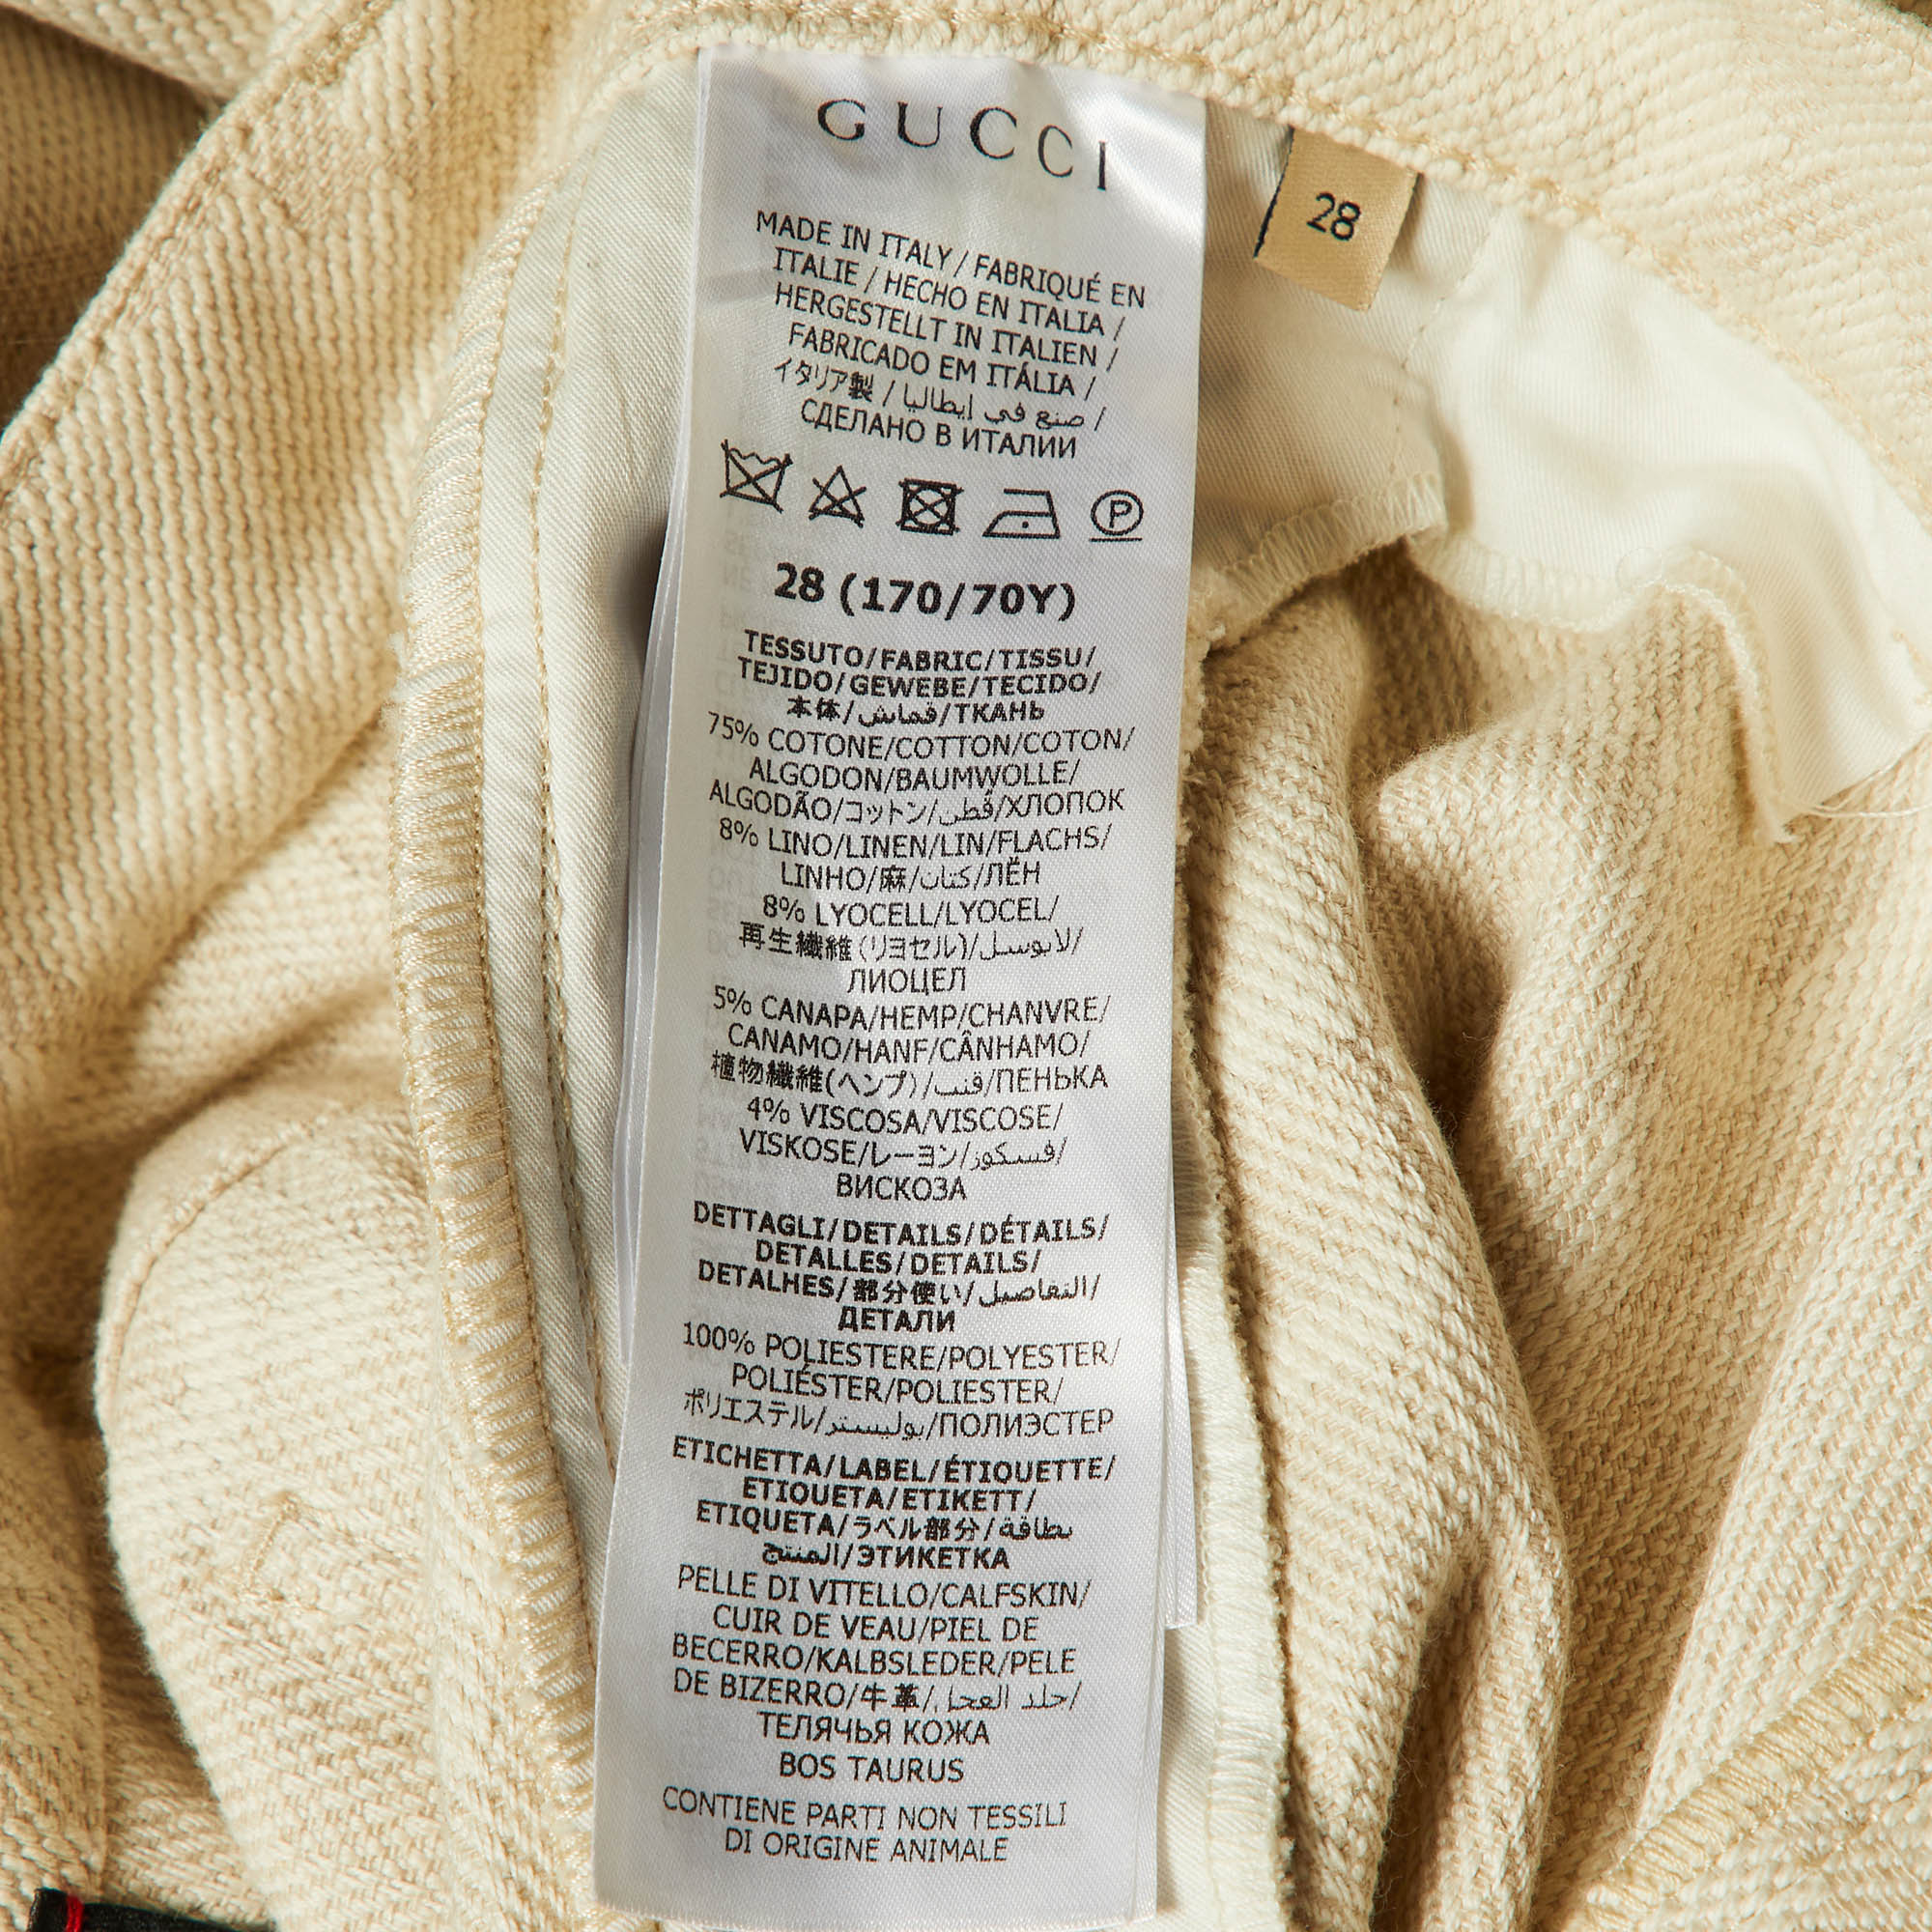 GUCCI
28
MADE IN ITALY / FABRIQUÉ EN
ITALIE / HECHO EN ITALIA /
HERGESTELLT IN ITALIEN /
FABRICADO EM ITÁLIA /
イタリア製 / صنع في ايطاليا /
СДЕЛАНО В ИТАЛИИ
P
28 (170/70Y)
TESSUTO/FABRIC/TISSU/
TEJIDO/GEWEBE/TECIDO/
本体/قماش/ТКАНЬ
75% COTONE/COTTON/COTON/
ALGODON/BAUMWOLLE/
ALGODÃO/コットン/قُطن/ХЛОПОК
8% LINO/LINEN/LIN/FLACHS/
LINHO/麻/كتان/ЛЁН
8% LYOCELL/LYOCEL/
再生繊維(リヨセル)/لايوسل/
ЛИОЦЕЛ
5% CANAPA/HEMP/CHANVRE/
CANAMO/HANF/CÂNHAMO/
植物繊維(ヘンプ)/قنب/ПЕНЬКА
4% VISCOSA/VISCOSE/
VISKOSE/レーヨン/فسكوز/
ВИСКОЗА
DETTAGLI/DETAILS/DÉTAILS/
DETALLES/DETAILS/
DETALHES/部分使い/التفاصيل/
ДЕТАЛИ
100% POLIESTERE/POLYESTER/
POLIÉSTER/POLIESTER/
ポリエステル/بوليستر/ПОЛИЭСТЕР
ETICHETTA/LABEL/ÉTIQUETTE/
ETIQUETA/ETIKETT/
ETIQUETA/ラベル部分/بطاقة
المنتج/ЭТИКЕТКА
PELLE DI VITELLO/CALFSKIN/
CUIR DE VEAU/PIEL DE
BECERRO/KALBSLEDER/PELE
DE BIZERRO/牛革/جلد العجل/
ТЕЛЯЧЬЯ КОЖА
BOS TAURUS
CONTIENE PARTI NON TESSILI
DI ORIGINE ANIMALE